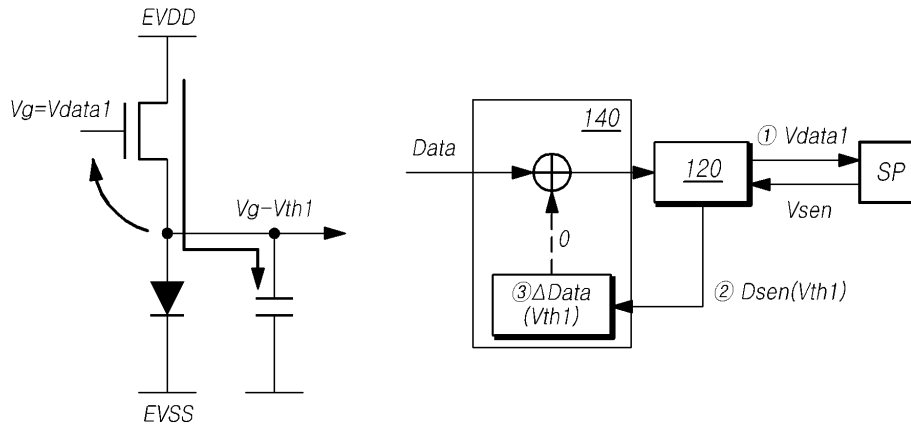 EVDD
Vg=Vdata1
Vg-Vth1
EVSS
140
Data
0
③ΔData
(Vth1)
120
① Vdata1
Vsen
SP
② Dsen(Vth1)